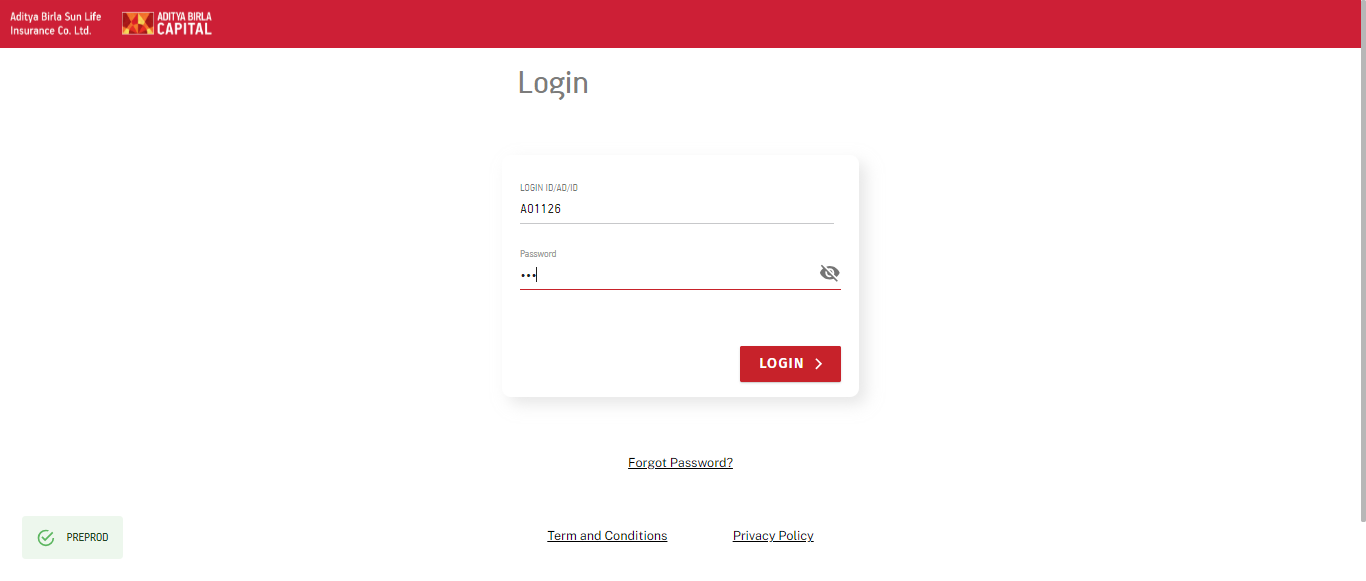 Aditya Birla Sun Life
Insurance Co. Ltd.
ADITYA BIRLA
CAPITAL
Login
LOGIN ID/AD/ID
A01126
Password
•••
LOGIN
Forgot Password?
PREPROD
Term and Conditions
Privacy Policy